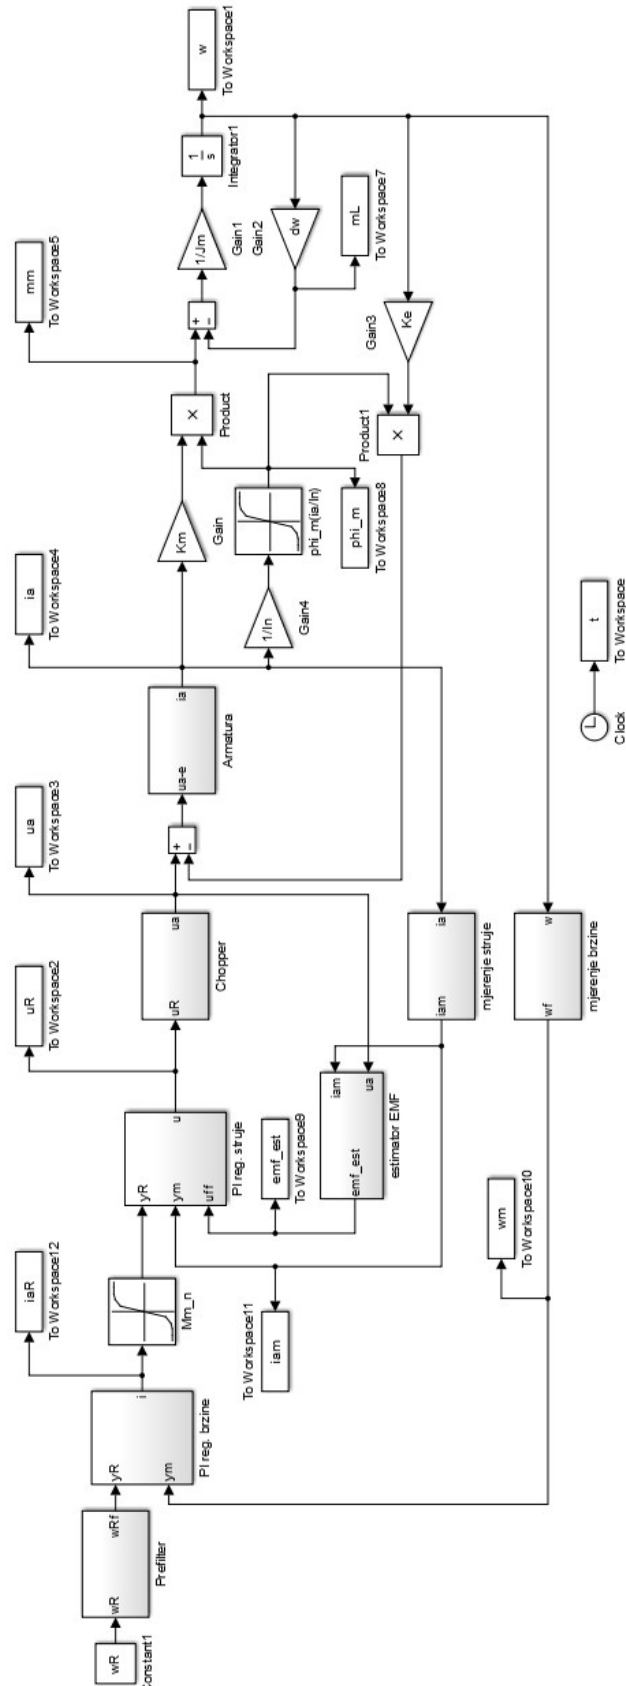 wR
Constant1
wR
wRf
Prefilter
yR
ym
i
PI reg. brzine
iaR
To Workspace12
Mm_n
yR
ym
uff
u
PI reg. struje
uR
To Workspace2
iam
To Workspace11
emf_est
To Workspace9
iam
ua
emf_est
estimator EMF
uR
ua
Chopper
ua
To Workspace3
+
−
ua-e
ia
Armatura
ia
To Workspace4
Km
Gain
1/In
Gain4
phi_m(ia/In)
phi_m
To Workspace8
×
Product
mm
To Workspace5
+
−
1/Jm
Gain1
1
s
Integrator1
w
To Workspace1
Gain2
dw
mL
To Workspace7
Gain3
Ke
Product1
×
ia
iam
mjerenje struje
w
wf
mjerenje brzine
wm
To Workspace10
Clock
t
To Workspace